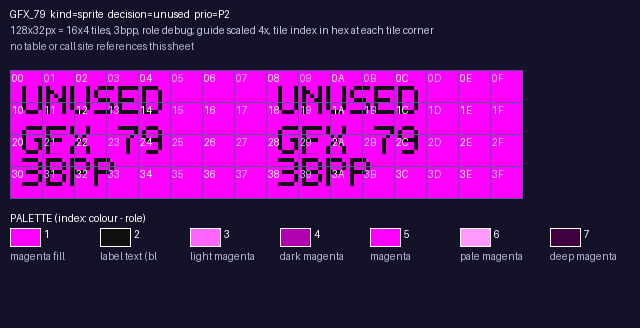 GFX_79 kind=sprite decision=unused prio=P2
128x32px = 16x4 tiles, 3bpp, role debug; guide scaled 4x, tile index in hex at each tile corner
no table or call site references this sheet
00 01 02 03 04 05 06 07 08 09 0A 0B 0C 0D 0E 0F
UNUSED UNUSED
10 11 12 13 14 15 16 17 18 19 1A 1B 1C 1D 1E 1F
GFX 79 GFX 79
20 21 22 23 24 25 26 27 28 29 2A 2B 2C 2D 2E 2F
3BPP 3BPP
30 31 32 33 34 35 36 37 38 39 3A 3B 3C 3D 3E 3F
PALETTE (index: colour - role)
1 2 3 4 5 6 7
magenta fill label text (bl light magenta dark magenta magenta pale magenta deep magenta